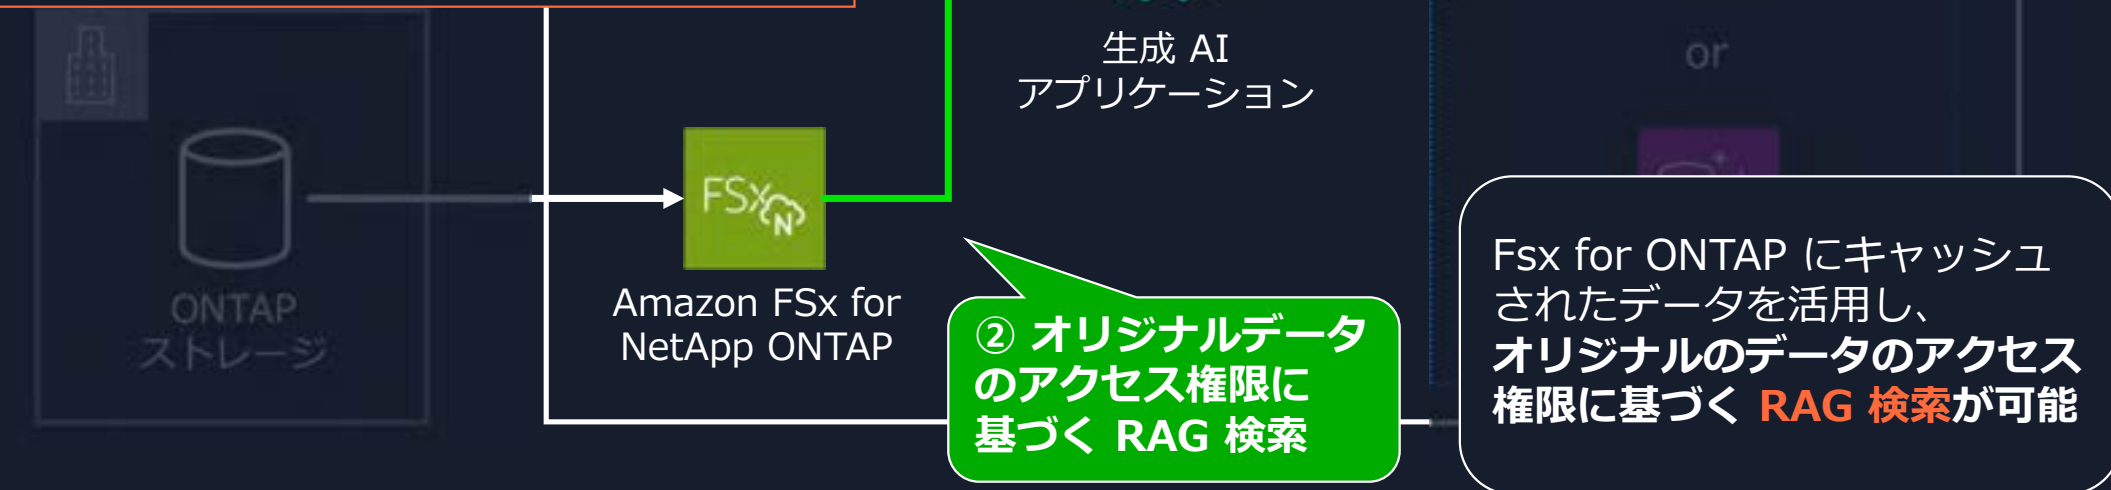 生成 AI
アプリケーション
or
FSx
N
ONTAP
ストレージ
Amazon FSx for
NetApp ONTAP
② オリジナルデータ
のアクセス権限に
基づく RAG 検索
Fsx for ONTAP にキャッシュ
されたデータを活用し、
オリジナルのデータのアクセス
権限に基づく RAG 検索が可能